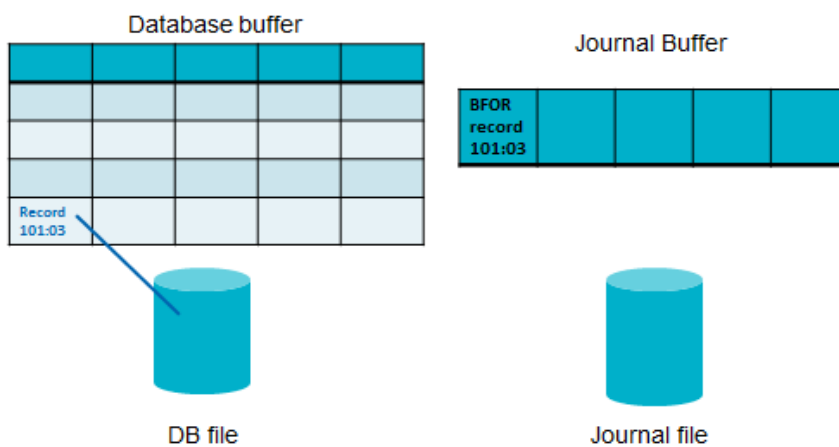 Database buffer
Journal Buffer
BFOR
record
101:03
Record
101:03
DB file
Journal file